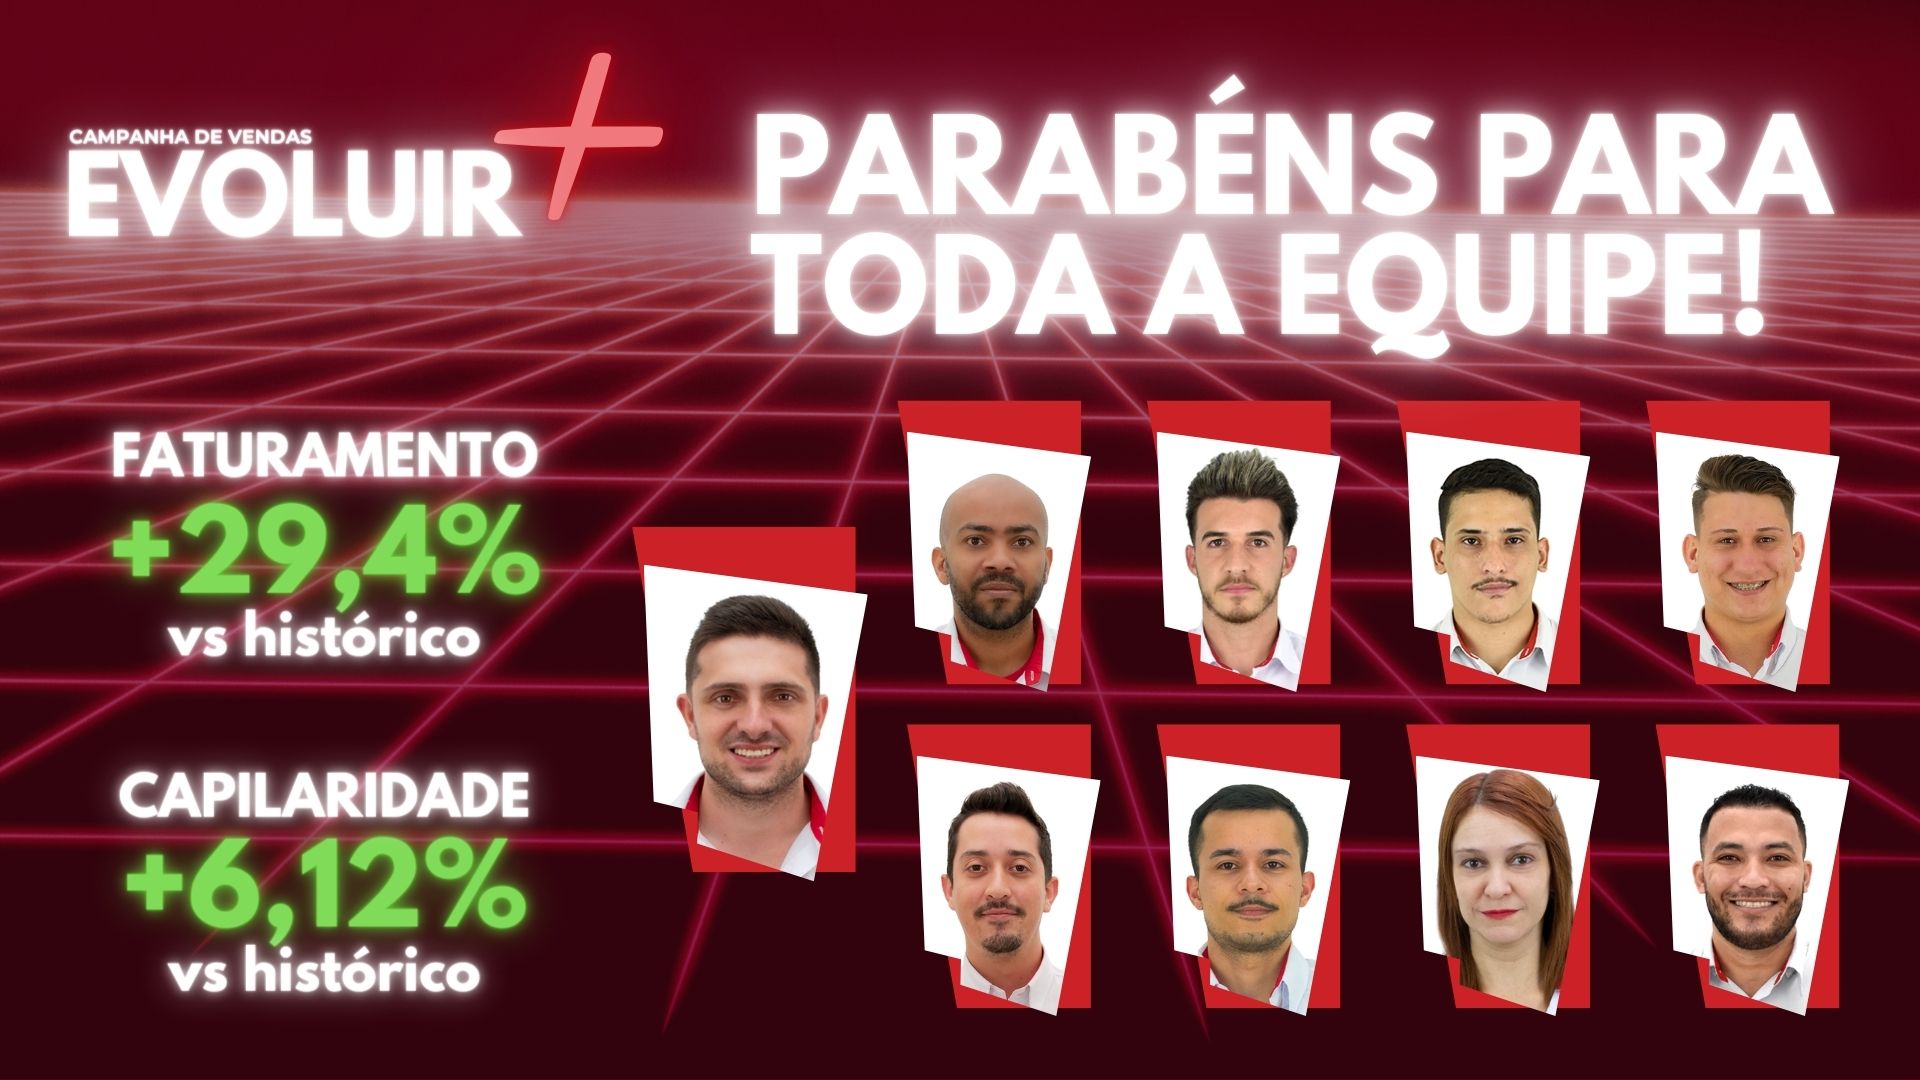 CAMPANHA DE VENDAS
EVOLUIR+
PARABÉNS PARA
TODA A EQUIPE!
FATURAMENTO
+29,4%
vs histórico
CAPILARIDADE
+6,12%
vs histórico